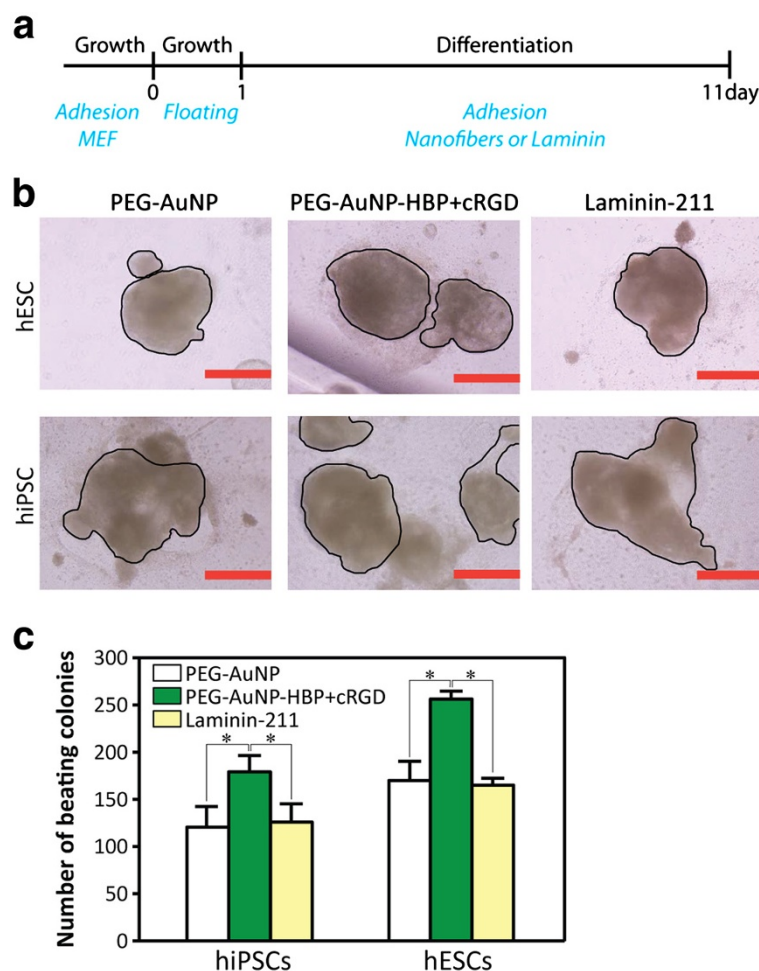 a
Growth Growth Differentiation
0 1 11day
Adhesion Floating Adhesion
MEF Nanofibers or Laminin
b
PEG-AuNP PEG-AuNP-HBP+cRGD Laminin-211
hESC
hiPSC
c
Number of beating colonies
300
250
200
150
100
50
0
PEG-AuNP
PEG-AuNP-HBP+cRGD
Laminin-211
* *
* *
hiPSCs hESCs